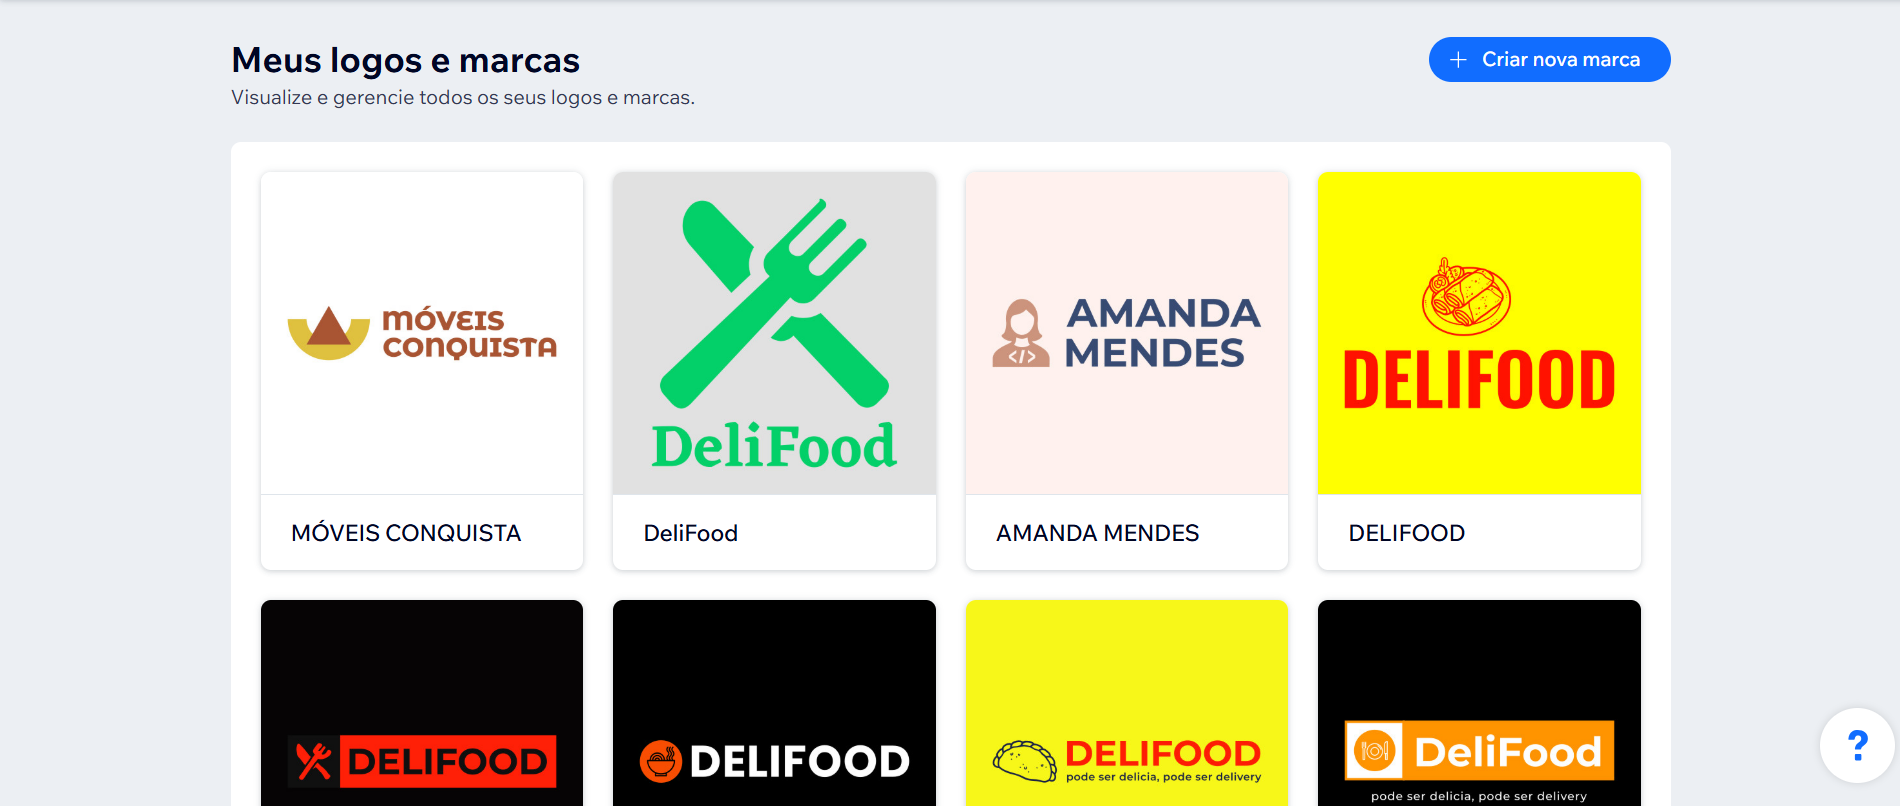 Meus logos e marcas
Criar nova marca
Visualize e gerencie todos os seus logos e marcas.
MÓVEIS
CONQUISTA
DeliFood
AMANDA
MENDES
</>
DELIFOOD
MÓVEIS CONQUISTA
DeliFood
AMANDA MENDES
DELIFOOD
DELIFOOD
DELIFOOD
DELIFOOD
pode ser delicia, pode ser delivery
DeliFood
pode ser delicia, pode ser delivery
?